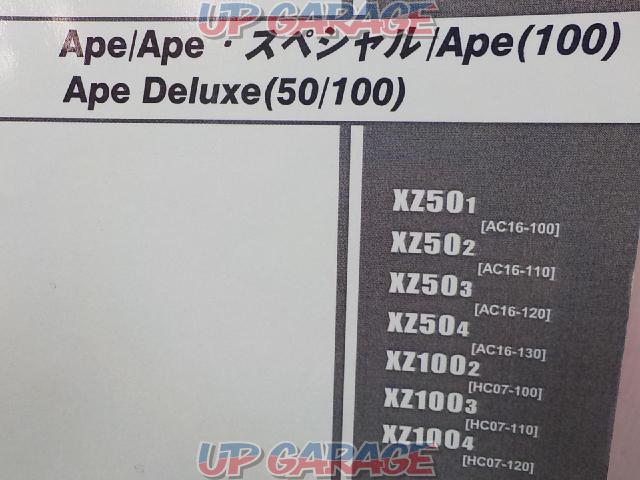 UP GARAGE
Ape/Ape・スペシャル/Ape(100)
Ape Deluxe(50/100)
XZ501
[AC16-100]
XZ502
[AC16-110]
XZ503
[AC16-120]
XZ504
[AC16-130]
XZ1002
[HC07-100]
XZ1003
[HC07-110]
XZ1004
[HC07-120]
UP GARAGE